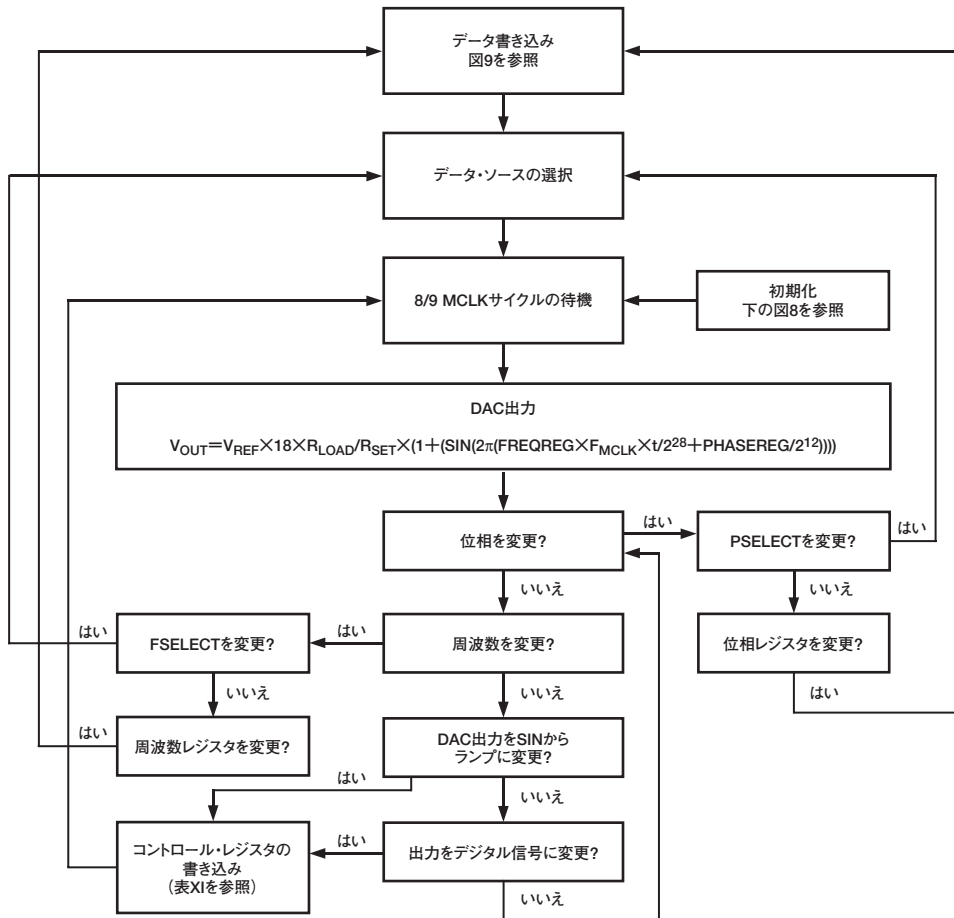 データ書き込み
図9を参照
データ・ソースの選択
8/9 MCLKサイクルの待機
初期化
下の図8を参照
DAC出力
VOUT=VREF×18×RLOAD/RSET×(1+(SIN(2π(FREQREG×FMCLK×t/2^28+PHASEREG/2^12))))
位相を変更?
はい
PSELECTを変更?
はい
いいえ
いいえ
はい
FSELECTを変更?
はい
周波数を変更?
位相レジスタを変更?
いいえ
いいえ
はい
はい
周波数レジスタを変更?
DAC出力をSINから
ランプに変更?
はい
いいえ
コントロール・レジスタの
書き込み
(表XIを参照)
はい
出力をデジタル信号に変更?
いいえ